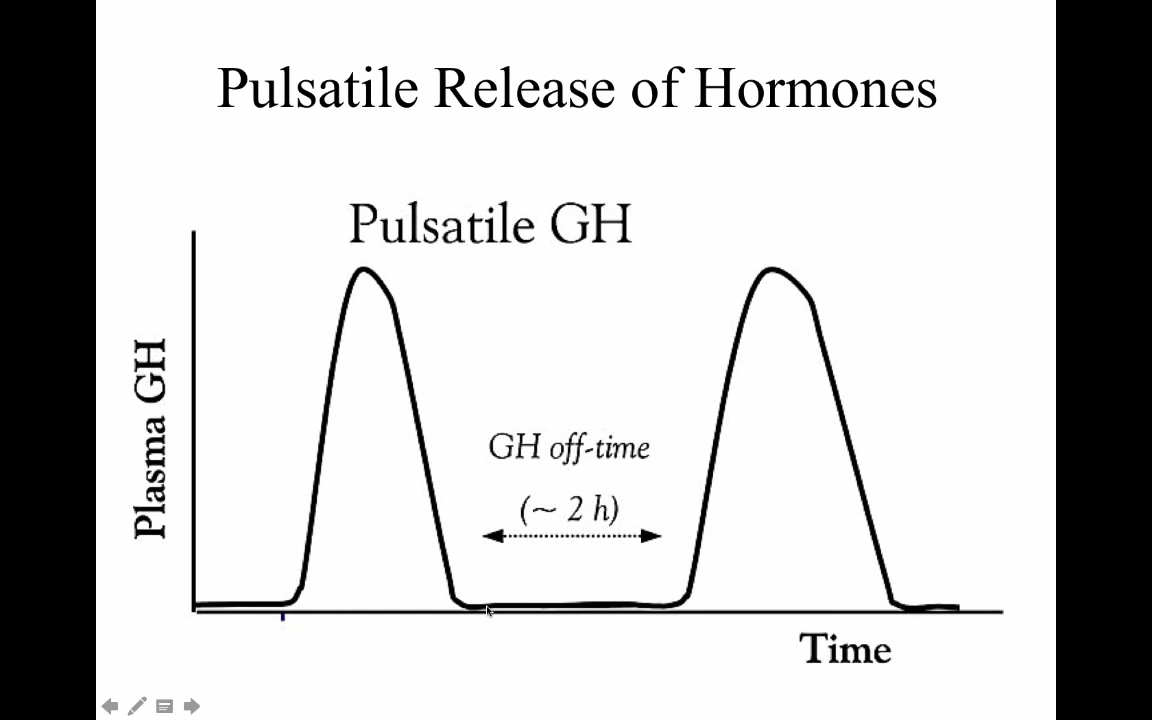 Pulsatile Release of Hormones
Pulsatile GH
Plasma GH
GH off-time
(~ 2 h)
Time